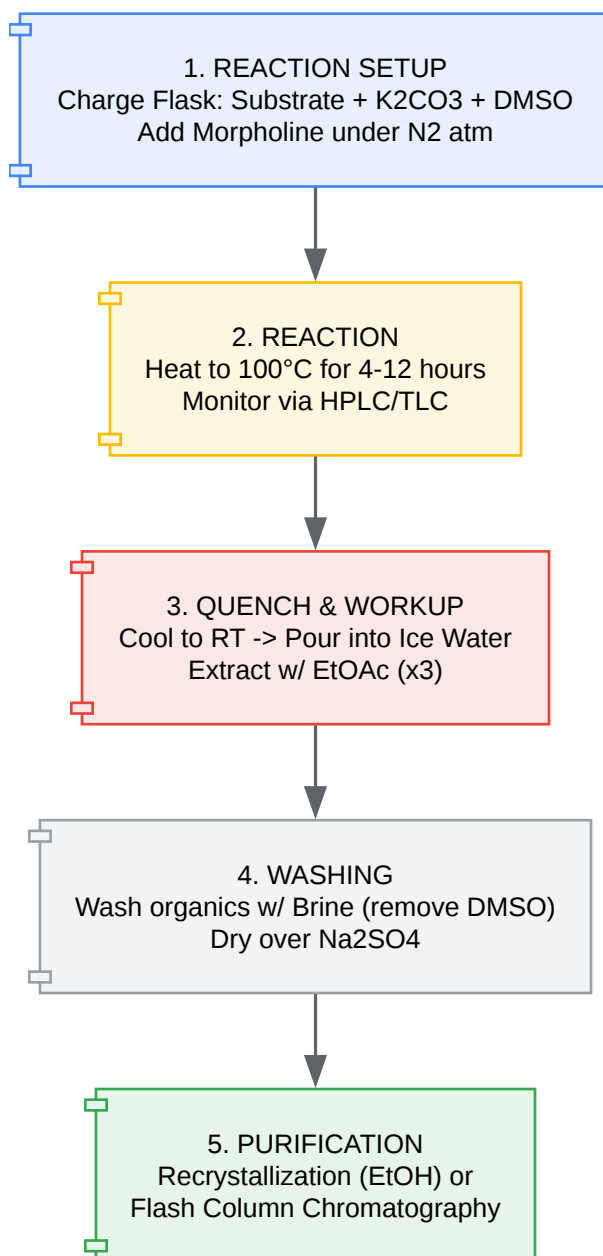 1. REACTION SETUP
Charge Flask: Substrate + K2CO3 + DMSO
Add Morpholine under N2 atm
2. REACTION
Heat to 100°C for 4-12 hours
Monitor via HPLC/TLC
3. QUENCH & WORKUP
Cool to RT -> Pour into Ice Water
Extract w/ EtOAc (x3)
4. WASHING
Wash organics w/ Brine (remove DMSO)
Dry over Na2SO4
5. PURIFICATION
Recrystallization (EtOH) or
Flash Column Chromatography